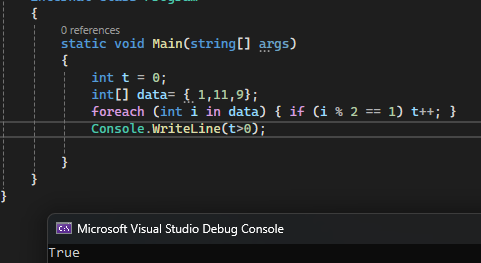 {
0 references
static void Main(string[] args)
{
int t = 0;
int[] data= { 1,11,9};
foreach (int i in data) { if (i % 2 == 1) t++; }
Console.WriteLine(t>0);
}
}
}
Microsoft Visual Studio Debug Console
True